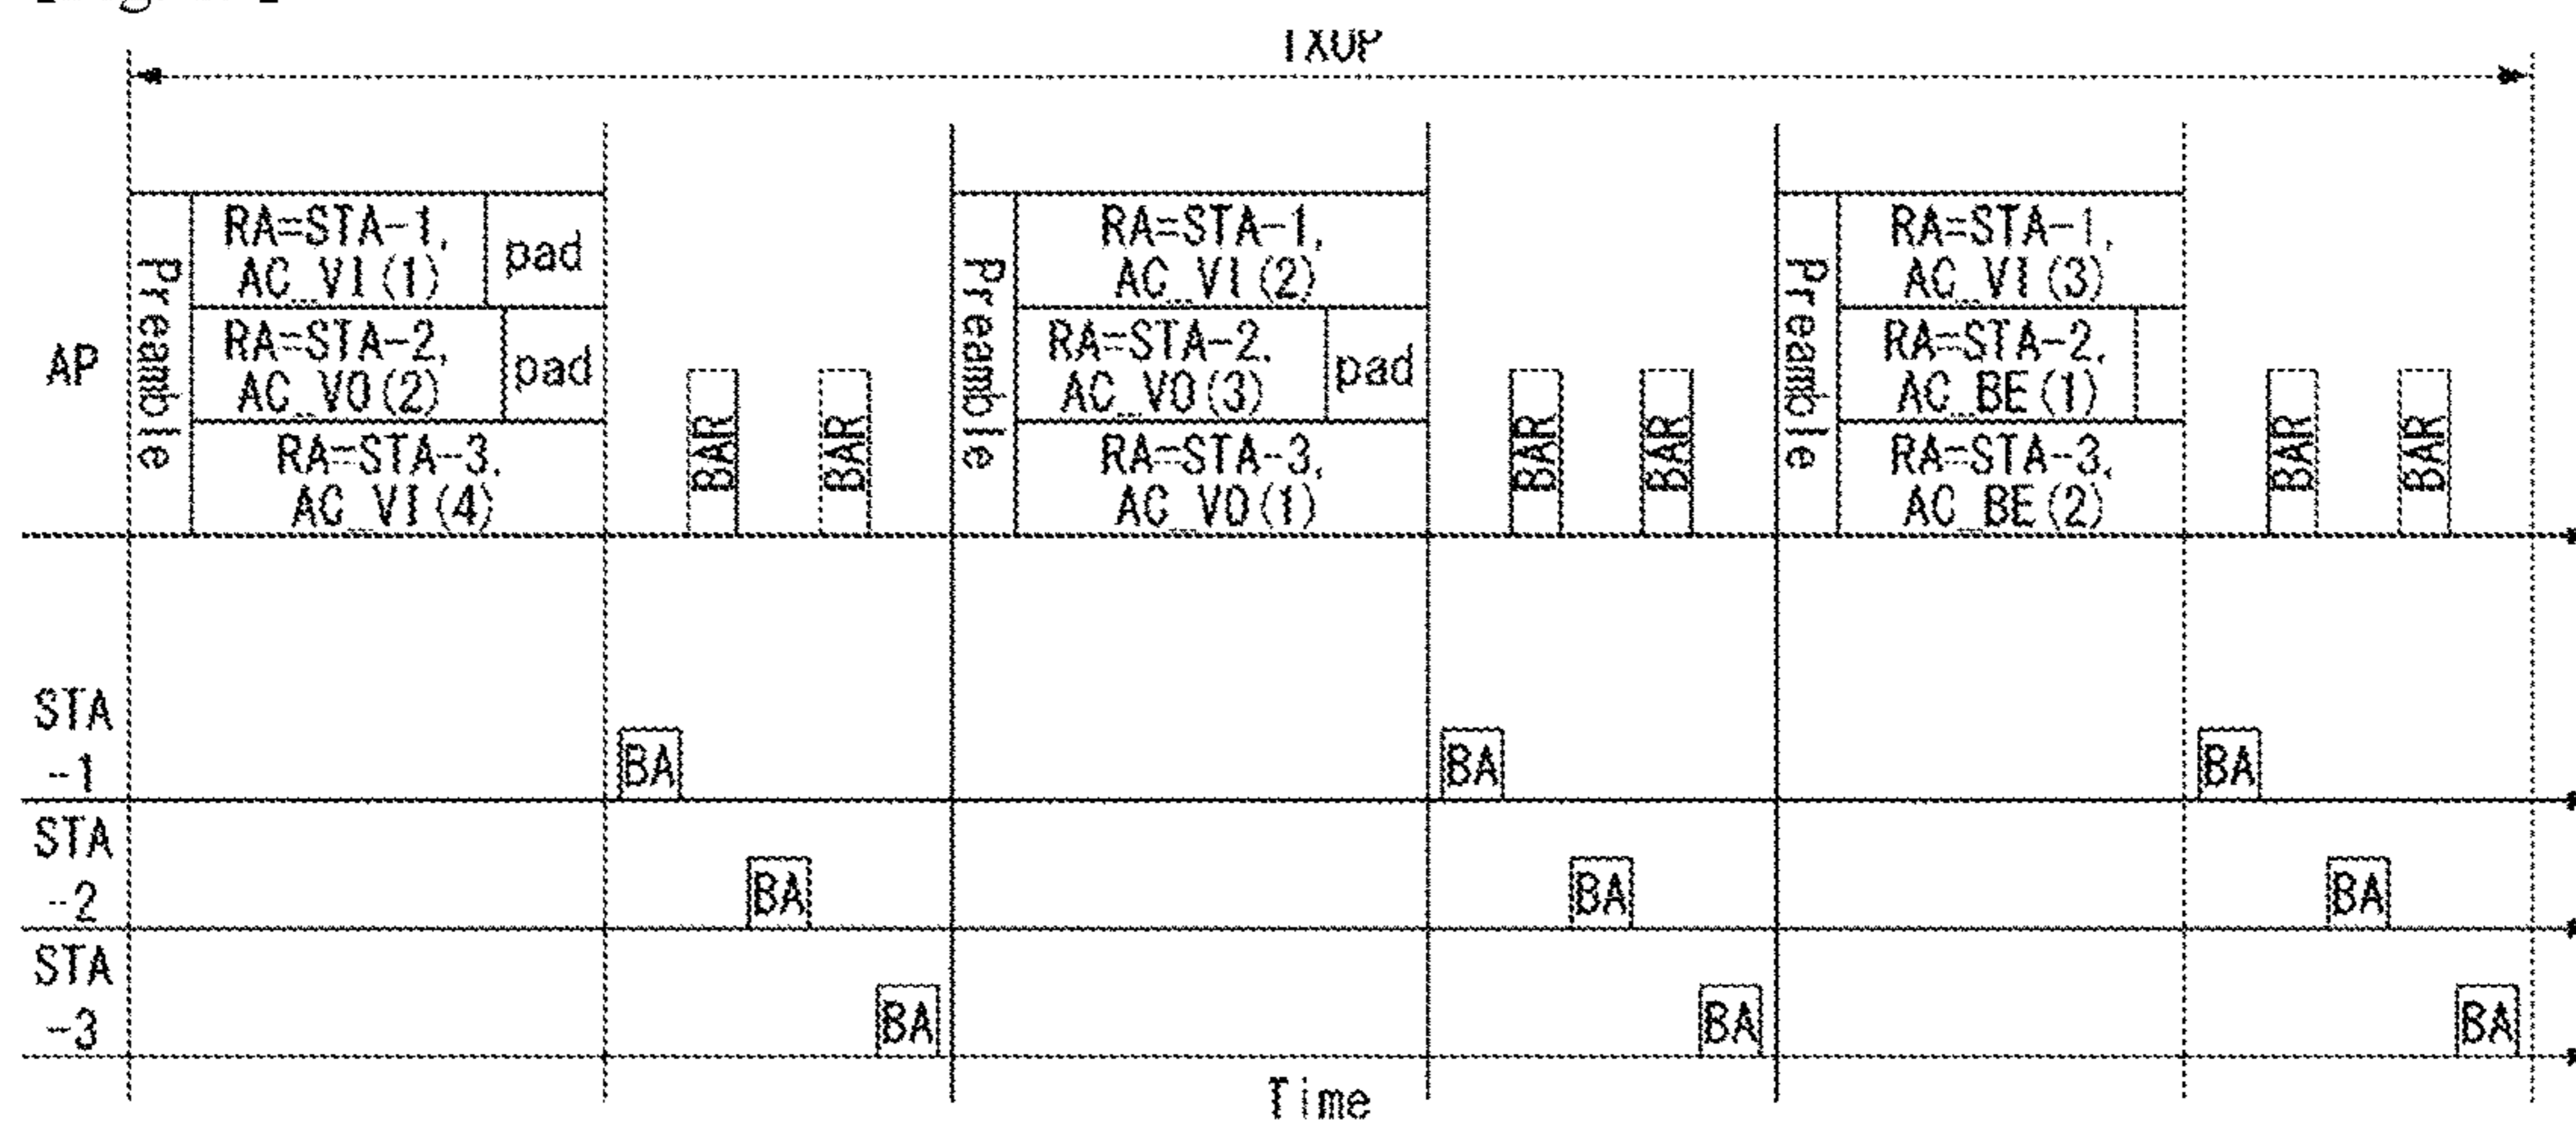 TXOP
Preamble
RA=STA-1,
AC_VI(1)
pad
RA=STA-2,
AC_VO(2)
pad
RA=STA-3,
AC_VI(4)
BAR
BAR
Preamble
RA=STA-1,
AC_VI(2)
RA=STA-2,
AC_VO(3)
pad
RA=STA-3,
AC_VO(1)
BAR
BAR
Preamble
RA=STA-1,
AC_VI(3)
RA=STA-2,
AC_BE(1)
RA=STA-3,
AC_BE(2)
BAR
BAR
AP
STA
-1
BA
BA
BA
STA
-2
BA
BA
BA
STA
-3
BA
BA
BA
Time